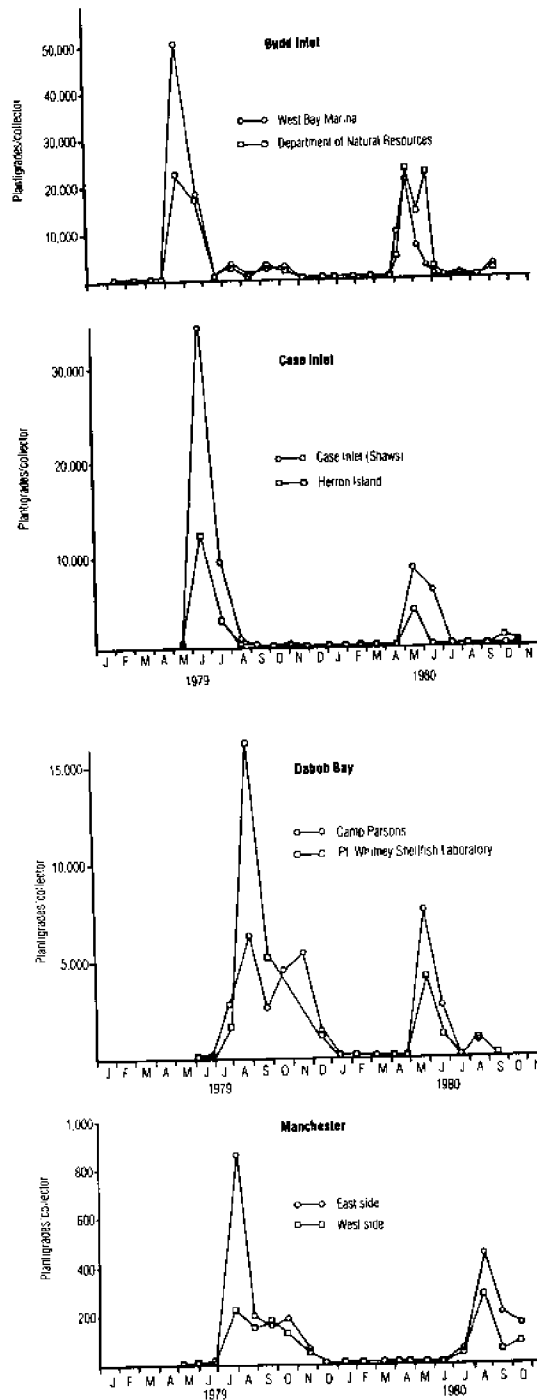 Budd Inlet
50,000
40,000
30,000
20,000
10,000
Plantigrades/collector
West Bay Marina
Department of Natural Resources
J F M A M J J A S O N D J F M A M J J A S O N
Case Inlet
30,000
20,000
10,000
Plantigrades/collector
Case Inlet (Shaws)
Herron Island
J F M A M J J A S O N D J F M A M J J A S O N
1979 1980
Dabob Bay
15,000
10,000
5,000
Plantigrades/collector
Camp Parsons
Pt. Whitney Shellfish Laboratory
J F M A M J J A S O N D J F M A M J J A S O N
1979 1980
Manchester
1,000
800
600
400
200
Plantigrades/collector
East side
West side
J F M A M J J A S O N D J F M A M J J A S O D
1979 1980